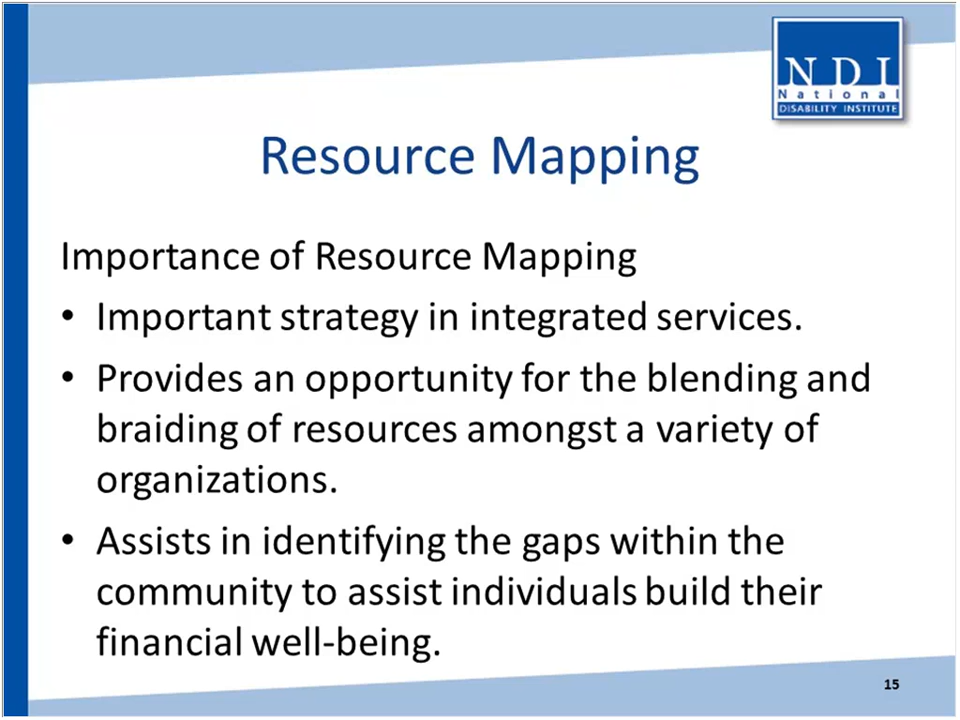 NDI
National
DISABILITY INSTITUTE
Resource Mapping
Importance of Resource Mapping
• Important strategy in integrated services.
• Provides an opportunity for the blending and
braiding of resources amongst a variety of
organizations.
• Assists in identifying the gaps within the
community to assist individuals build their
financial well-being.
15